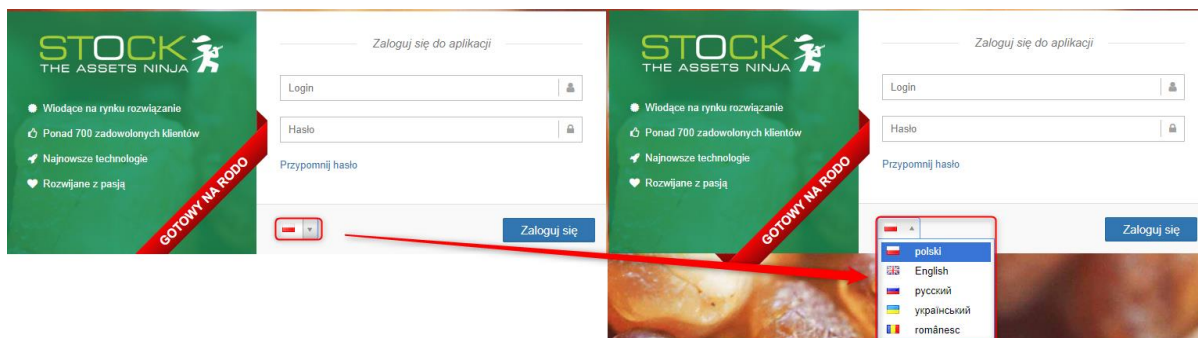 STOCK
THE ASSETS NINJA
Wiodące na rynku rozwiązanie
Ponad 700 zadowolonych klientów
Najnowsze technologie
Rozwijane z pasją
GOTOWY NA RODO
Zaloguj się do aplikacji
Login
Hasło
Przypomnij hasło
Zaloguj się
STOCK
THE ASSETS NINJA
Wiodące na rynku rozwiązanie
Ponad 700 zadowolonych klientów
Najnowsze technologie
Rozwijane z pasją
GOTOWY NA RODO
Zaloguj się do aplikacji
Login
Hasło
Przypomnij hasło
Zaloguj się
polski
English
русский
український
românesc